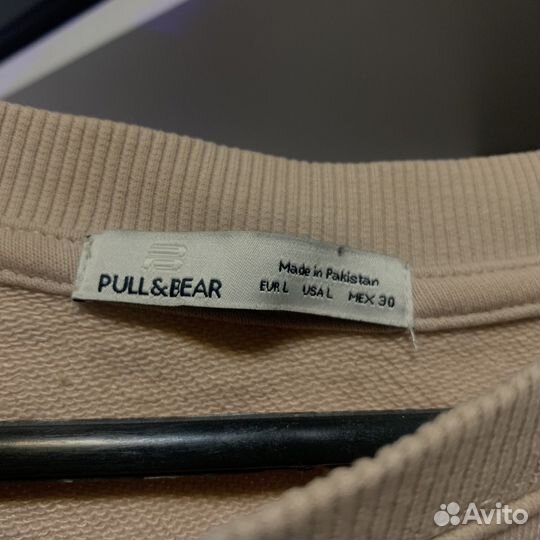 PULL&BEAR
Made in Pakistan
EUR L USA L MEX 30
Avito